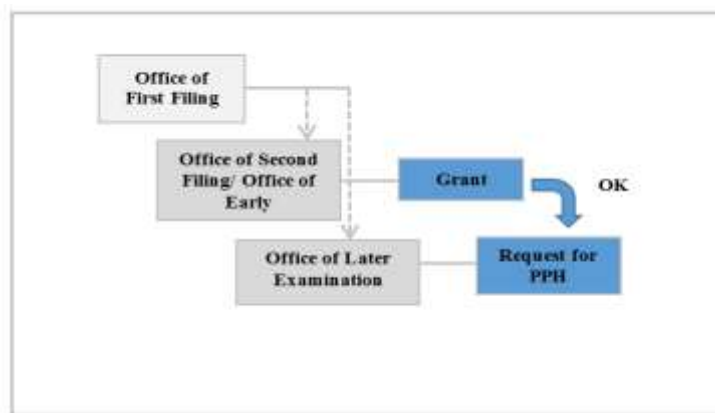 Office of
First Filing
Office of Second
Filing/ Office of
Early
Grant
OK
Office of Later
Examination
Request for
PPH